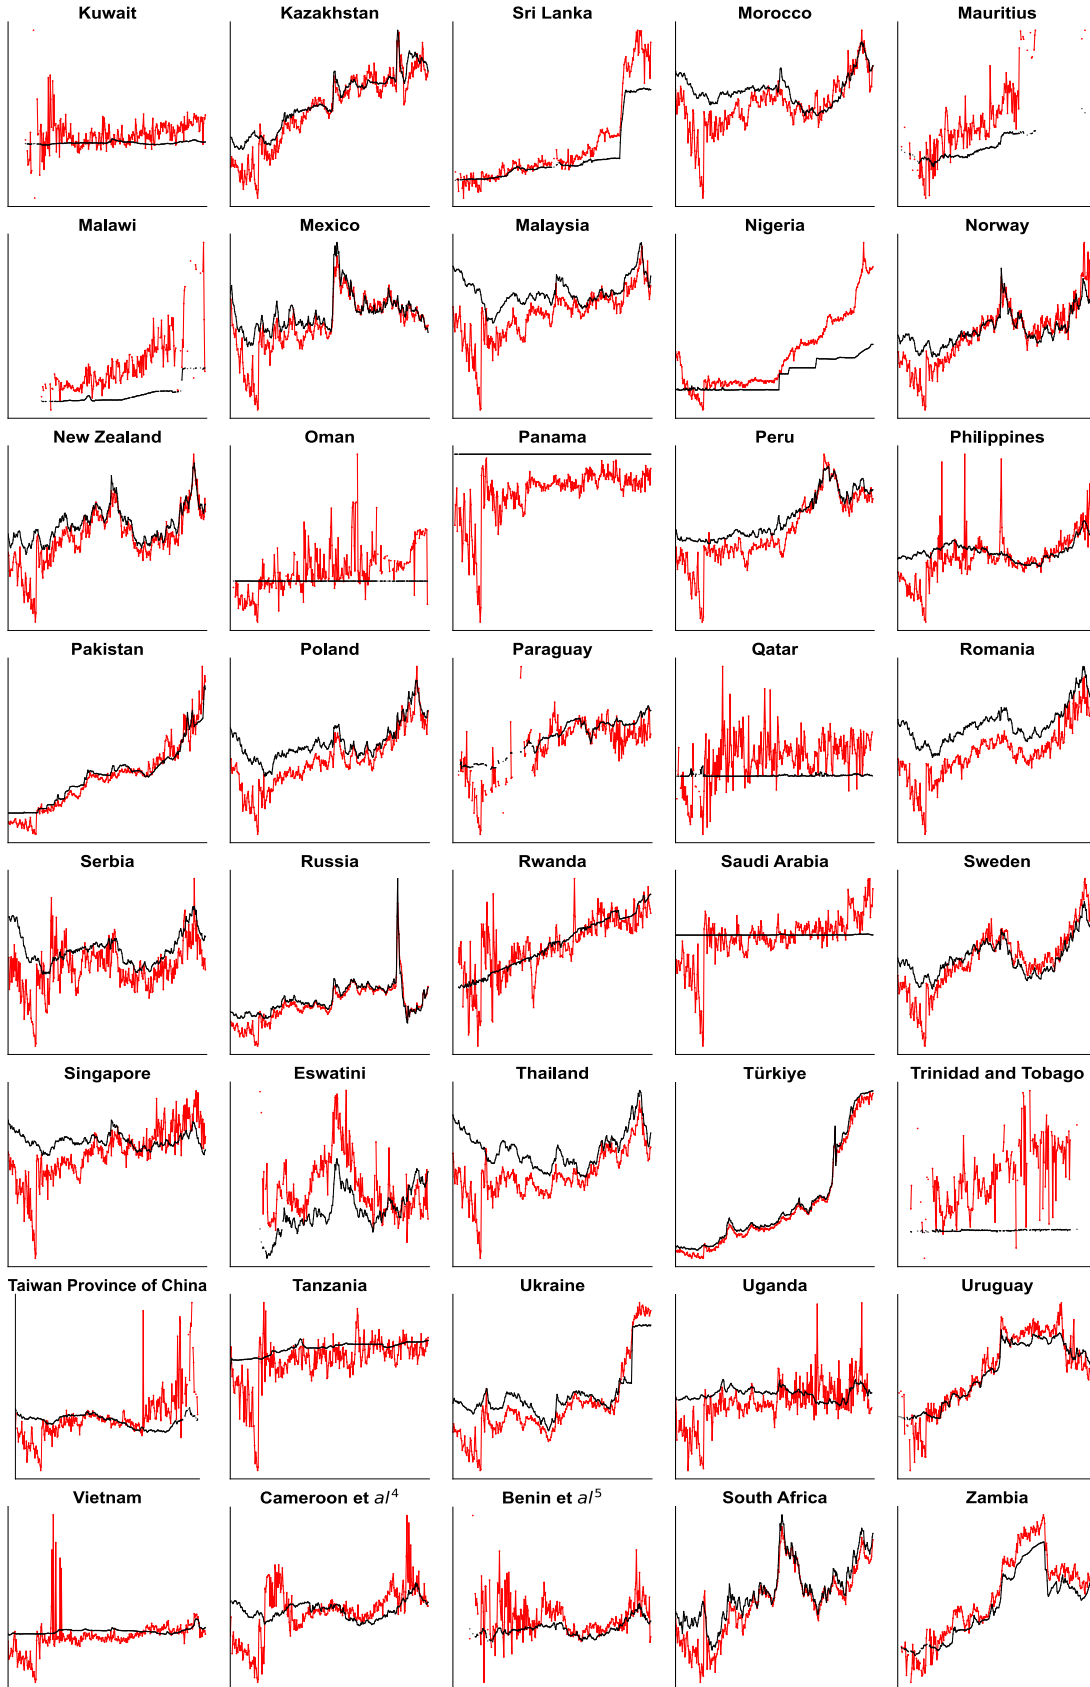 Kuwait Kazakhstan Sri Lanka Morocco Mauritius
Malawi Mexico Malaysia Nigeria Norway
New Zealand Oman Panama Peru Philippines
Pakistan Poland Paraguay Qatar Romania
Serbia Russia Rwanda Saudi Arabia Sweden
Singapore Eswatini Thailand Türkiye Trinidad and Tobago
Taiwan Province of China Tanzania Ukraine Uganda Uruguay
Vietnam Cameroon et al⁴ Benin et al⁵ South Africa Zambia